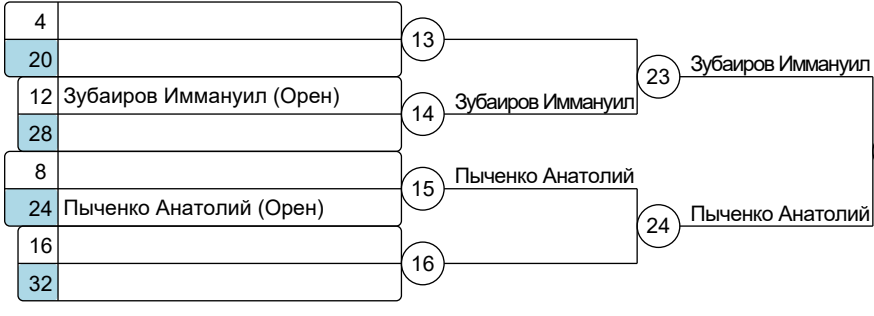 4
13
20
23
Зубаиров Иммануил
12 Зубаиров Иммануил (Орен)
14
Зубаиров Иммануил
28
8
15
Пыченко Анатолий
24 Пыченко Анатолий (Орен)
24
Пыченко Анатолий
16
16
32